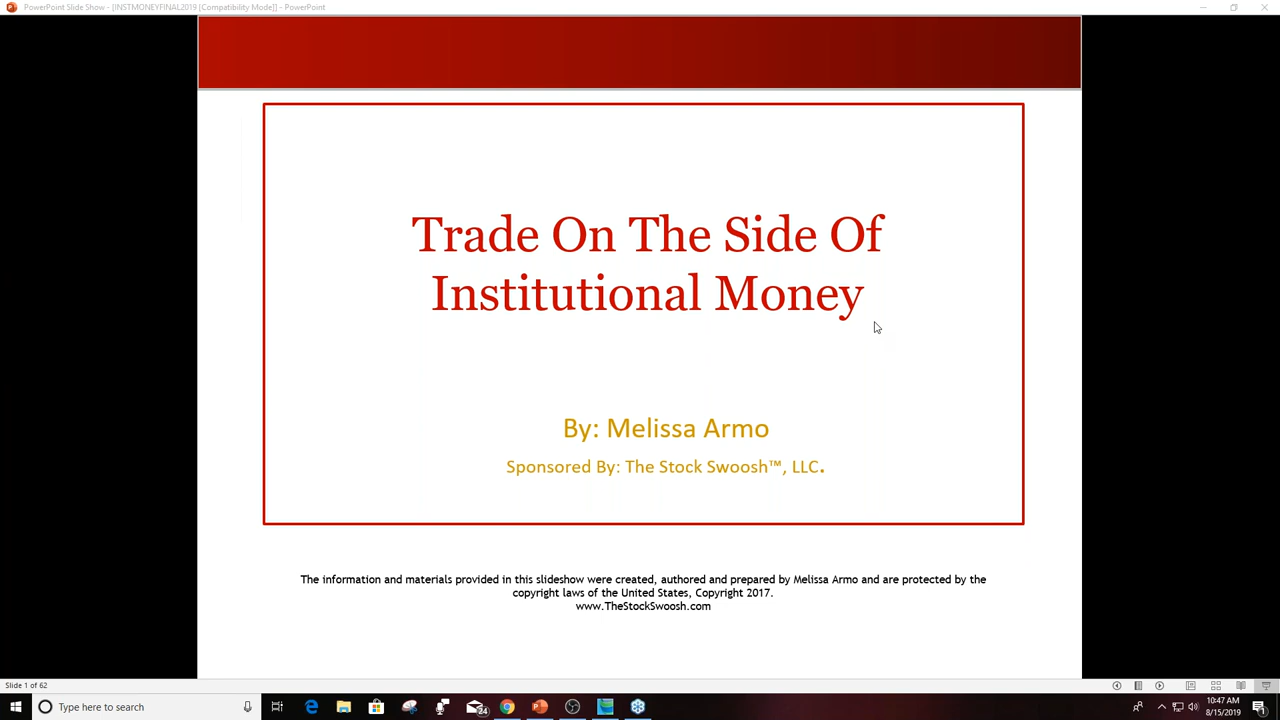 PowerPoint Slide Show - [INSTMONEYFINAL2019 [Compatibility Mode]] - PowerPoint
Trade On The Side Of
Institutional Money
By: Melissa Armo
Sponsored By: The Stock Swoosh™, LLC.
The information and materials provided in this slideshow were created, authored and prepared by Melissa Armo and are protected by the
copyright laws of the United States, Copyright 2017.
www.TheStockSwoosh.com
Slide 1 of 62
Type here to search
24
10:47 AM
8/15/2019
1